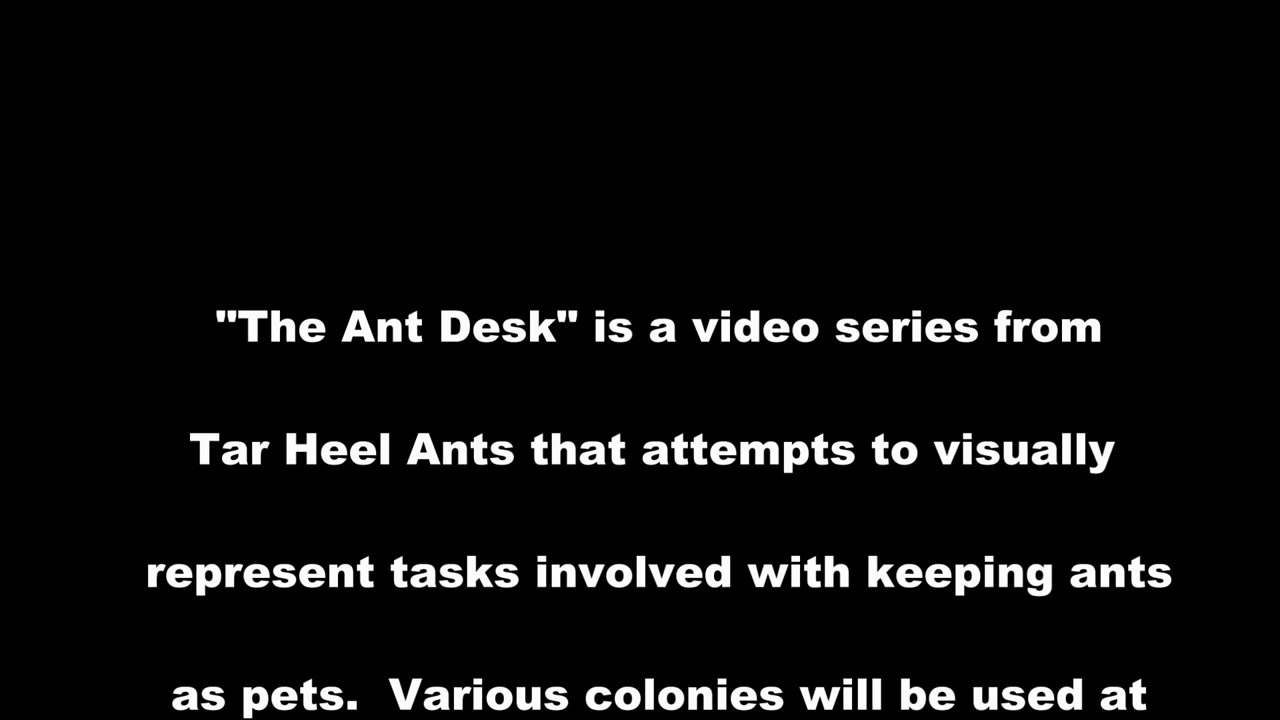 "The Ant Desk" is a video series from
Tar Heel Ants that attempts to visually
represent tasks involved with keeping ants
as pets.  Various colonies will be used at